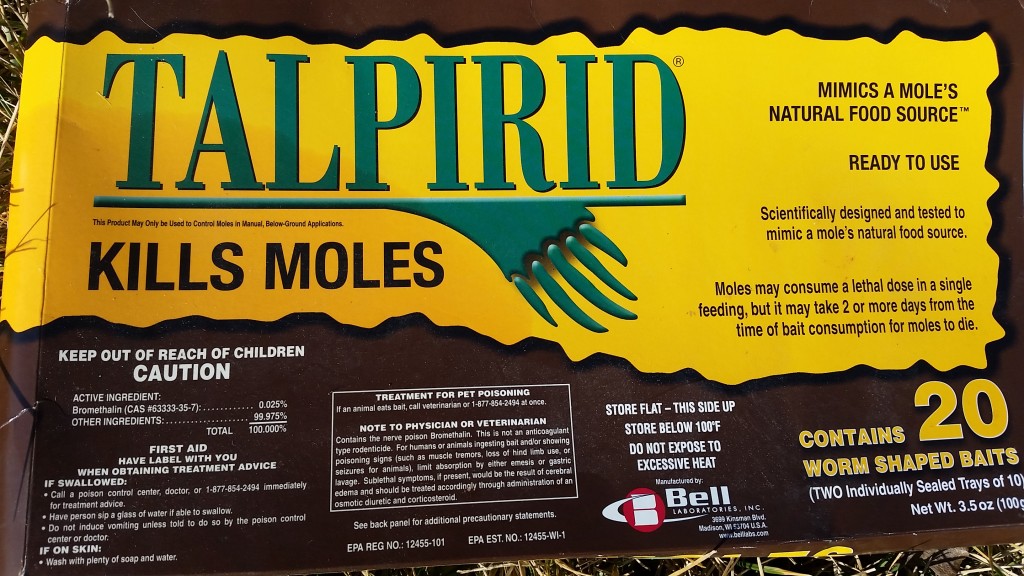 TALPIRID®
This Product May Only be Used to Control Moles in Manual, Below-Ground Applications.
KILLS MOLES
MIMICS A MOLE'S
NATURAL FOOD SOURCE™
READY TO USE
Scientifically designed and tested to
mimic a mole's natural food source.
Moles may consume a lethal dose in a single
feeding, but it may take 2 or more days from the
time of bait consumption for moles to die.
KEEP OUT OF REACH OF CHILDREN
CAUTION
ACTIVE INGREDIENT:
Bromethalin (CAS #63333-35-7):............ 0.025%
OTHER INGREDIENTS:.................... 99.975%
TOTAL 100.000%
FIRST AID
HAVE LABEL WITH YOU
WHEN OBTAINING TREATMENT ADVICE
IF SWALLOWED:
• Call a poison control center, doctor, or 1-877-854-2494 immediately
for treatment advice.
• Have person sip a glass of water if able to swallow.
• Do not induce vomiting unless told to do so by the poison control
center or doctor.
IF ON SKIN:
• Wash with plenty of soap and water.
TREATMENT FOR PET POISONING
If an animal eats bait, call veterinarian or 1-877-854-2494 at once.
NOTE TO PHYSICIAN OR VETERINARIAN
Contains the nerve poison Bromethalin. This is not an anticoagulant
type rodenticide. For humans or animals ingesting bait and/or showing
poisoning signs (such as muscle tremors, loss of hind limb use, or
seizures for animals), limit absorption by either emesis or gastric
lavage. Sublethal symptoms, if present, would be the result of cerebral
edema and should be treated accordingly through administration of an
osmotic diuretic and corticosteroid.
See back panel for additional precautionary statements.
EPA REG NO.: 12455-101 EPA EST. NO.: 12455-WI-1
STORE FLAT – THIS SIDE UP
STORE BELOW 100°F
DO NOT EXPOSE TO
EXCESSIVE HEAT
Manufactured by:
B Bell
LABORATORIES, INC.
3699 Kinsman Blvd.
Madison, WI 53704 U.S.A.
www.belllabs.com
CONTAINS 20
WORM SHAPED BAITS
(TWO Individually Sealed Trays of 10)
Net Wt. 3.5 oz (100g